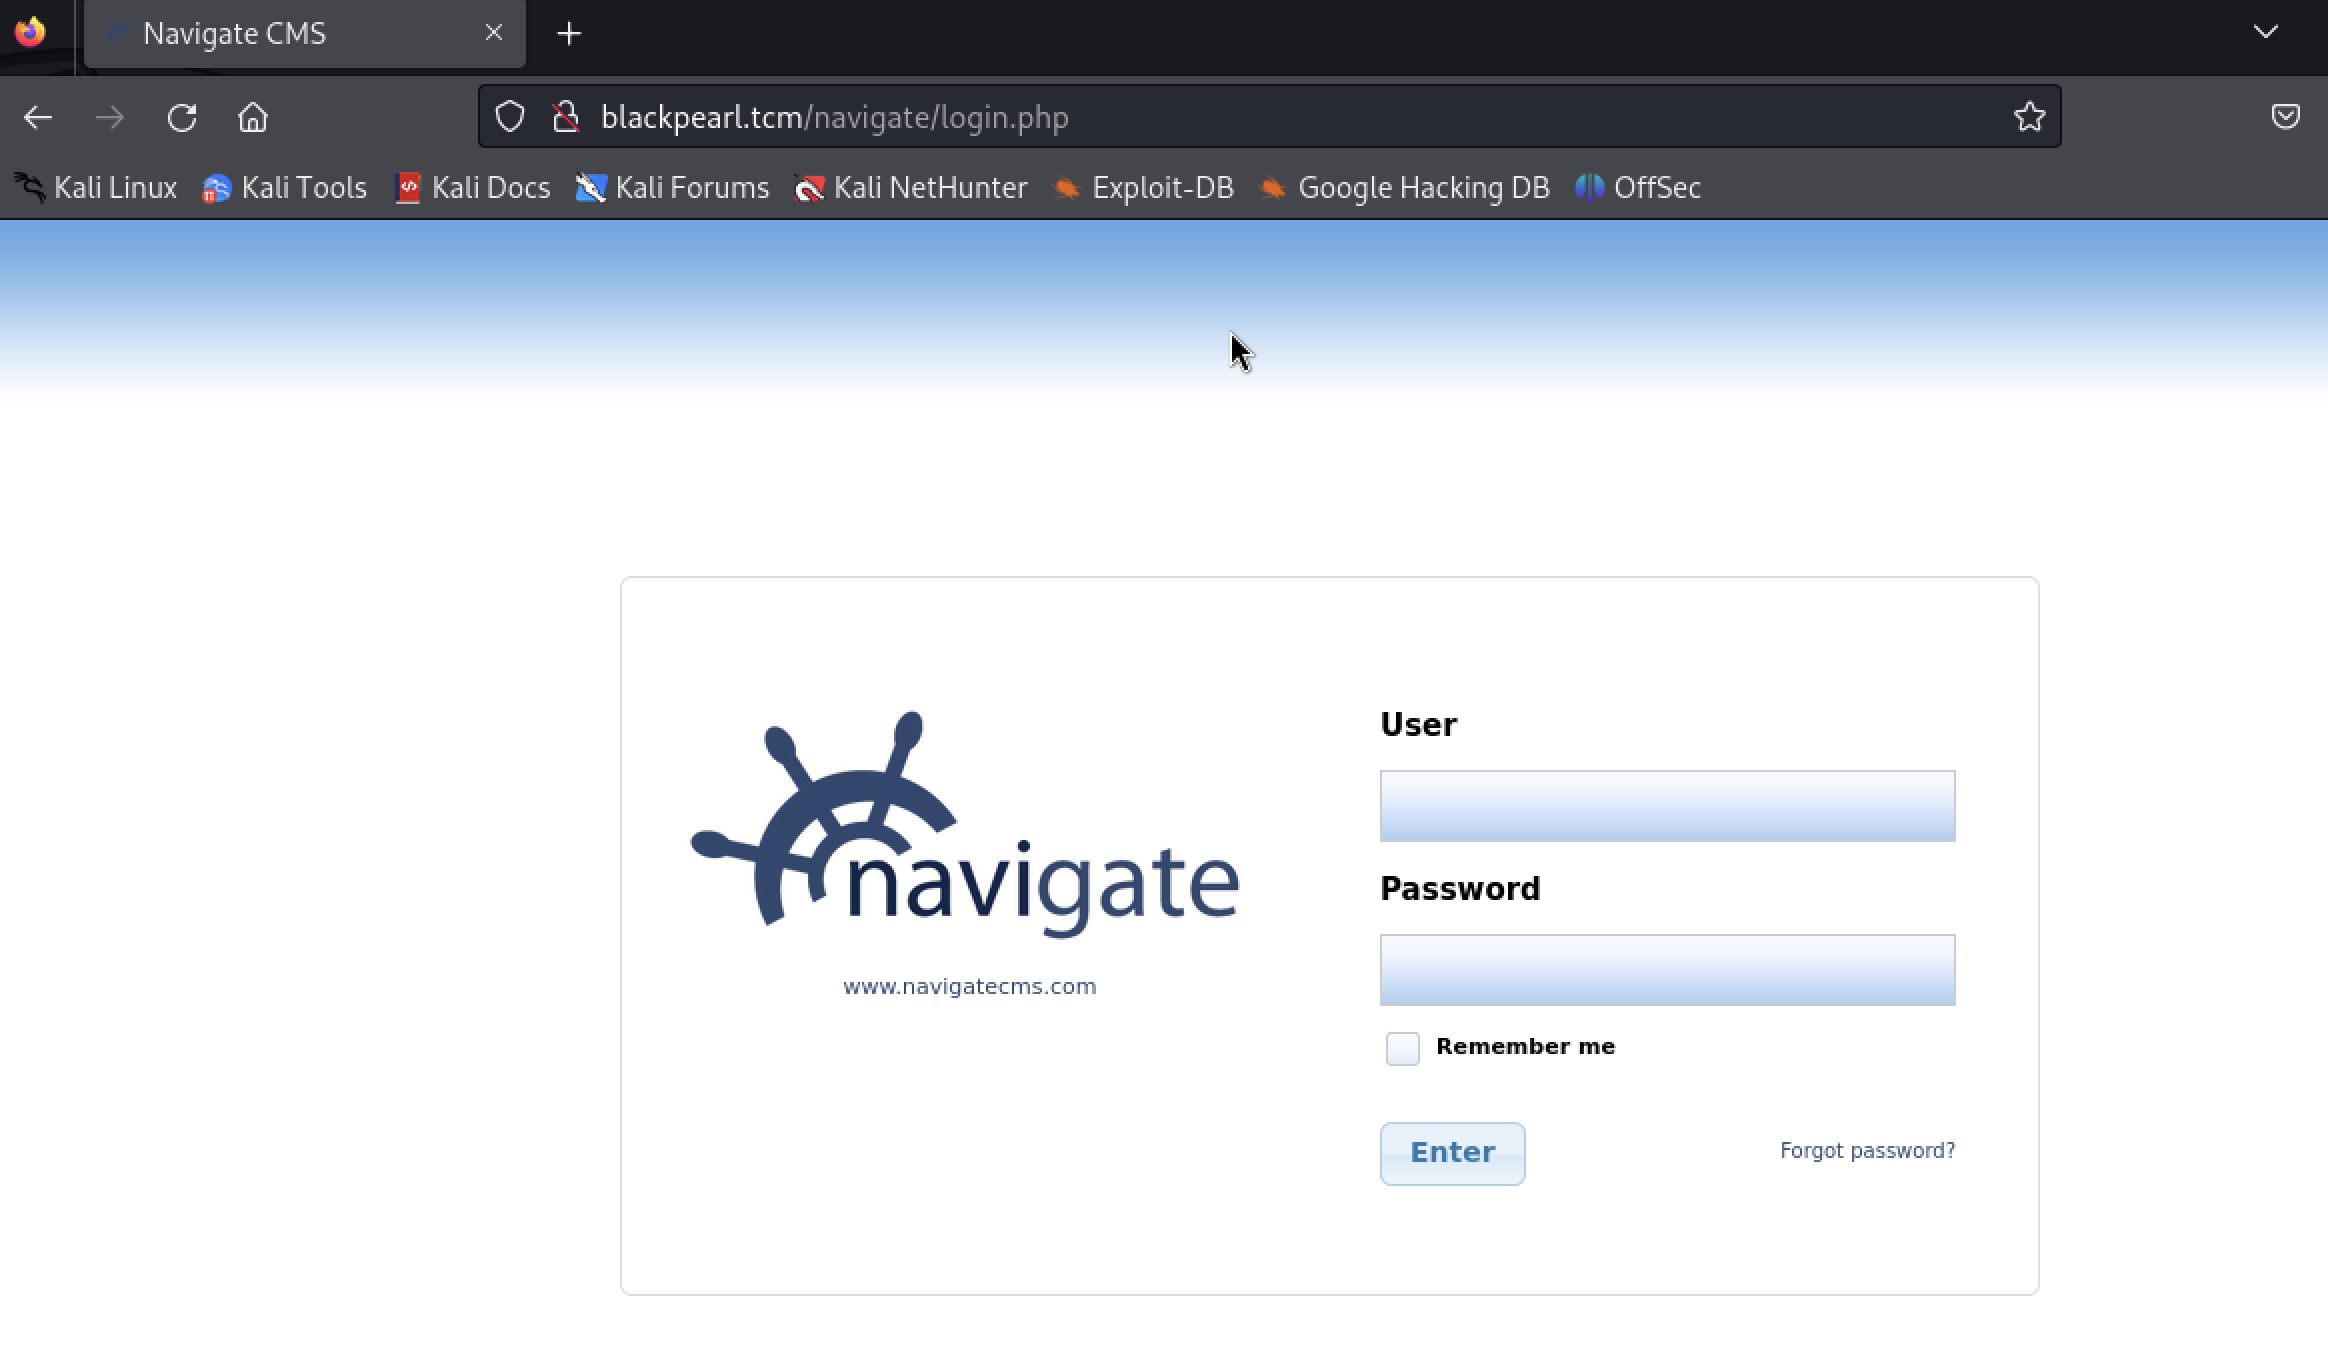 Navigate CMS
blackpearl.tcm/navigate/login.php
Kali Linux Kali Tools Kali Docs Kali Forums Kali NetHunter Exploit-DB Google Hacking DB OffSec
navigate
www.navigatecms.com
User
Password
Remember me
Enter Forgot password?